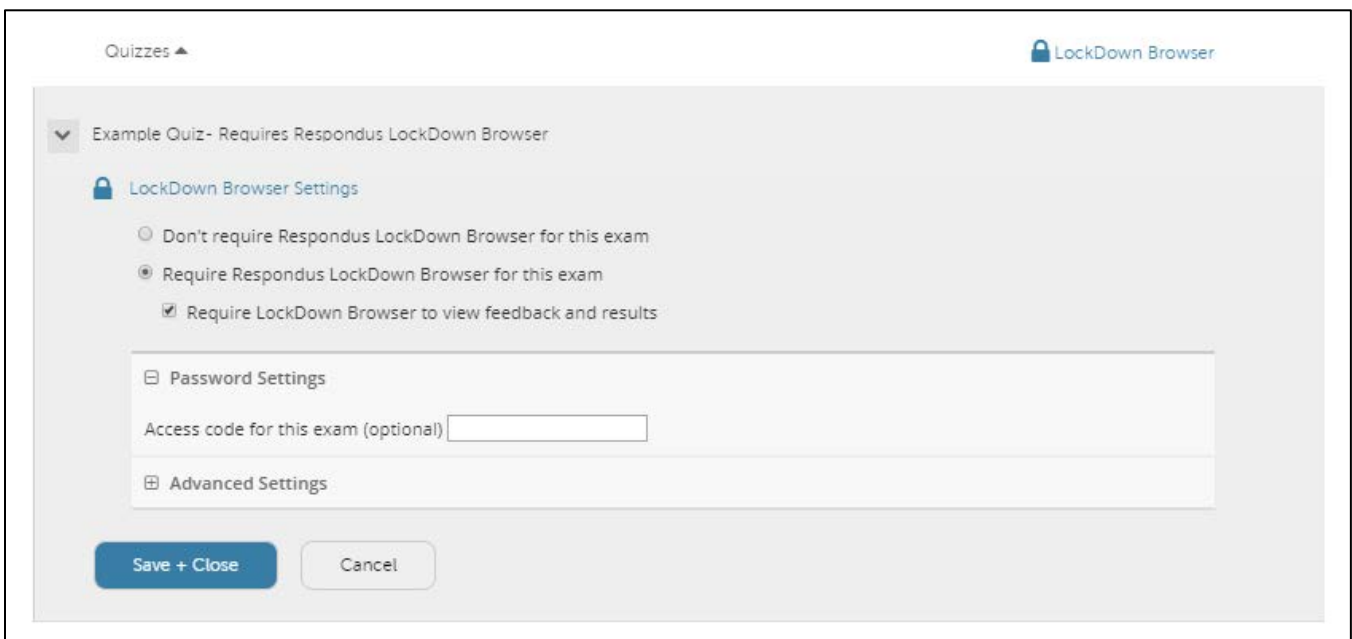 Quizzes
LockDown Browser
Example Quiz- Requires Respondus LockDown Browser
LockDown Browser Settings
Don't require Respondus LockDown Browser for this exam
Require Respondus LockDown Browser for this exam
Require LockDown Browser to view feedback and results
Password Settings
Access code for this exam (optional)
Advanced Settings
Save + Close
Cancel